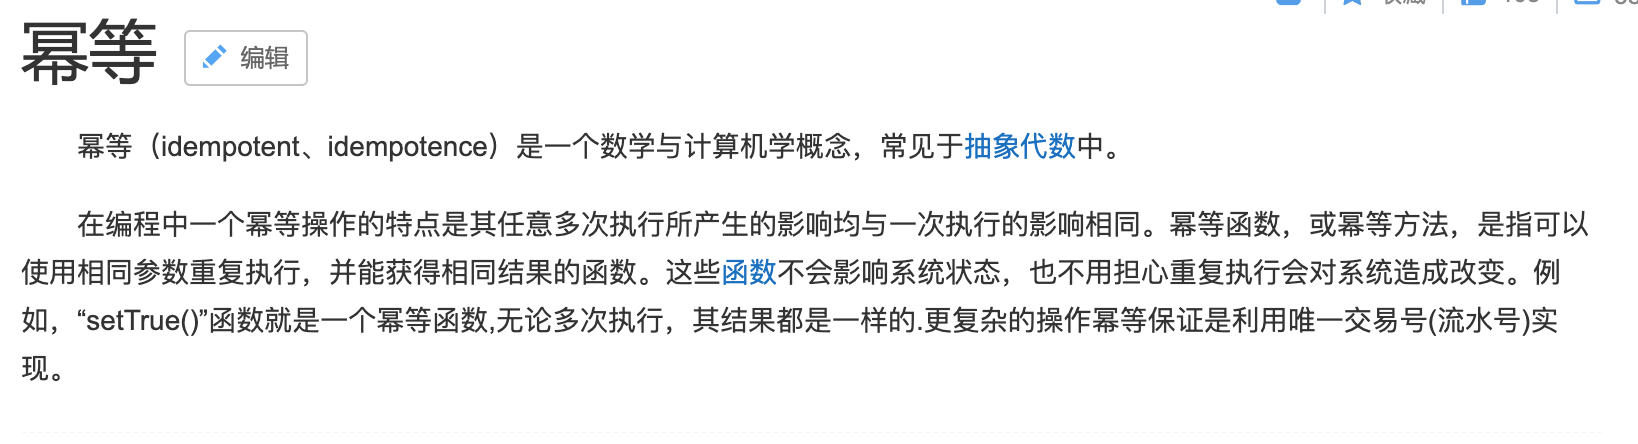 幂等
编辑
幂等（idempotent、idempotence）是一个数学与计算机学概念，常见于抽象代数中。
在编程中一个幂等操作的特点是其任意多次执行所产生的影响均与一次执行的影响相同。幂等函数，或幂等方法，是指可以
使用相同参数重复执行，并能获得相同结果的函数。这些函数不会影响系统状态，也不用担心重复执行会对系统造成改变。例
如，“setTrue()”函数就是一个幂等函数,无论多次执行，其结果都是一样的.更复杂的操作幂等保证是利用唯一交易号(流水号)实
现。